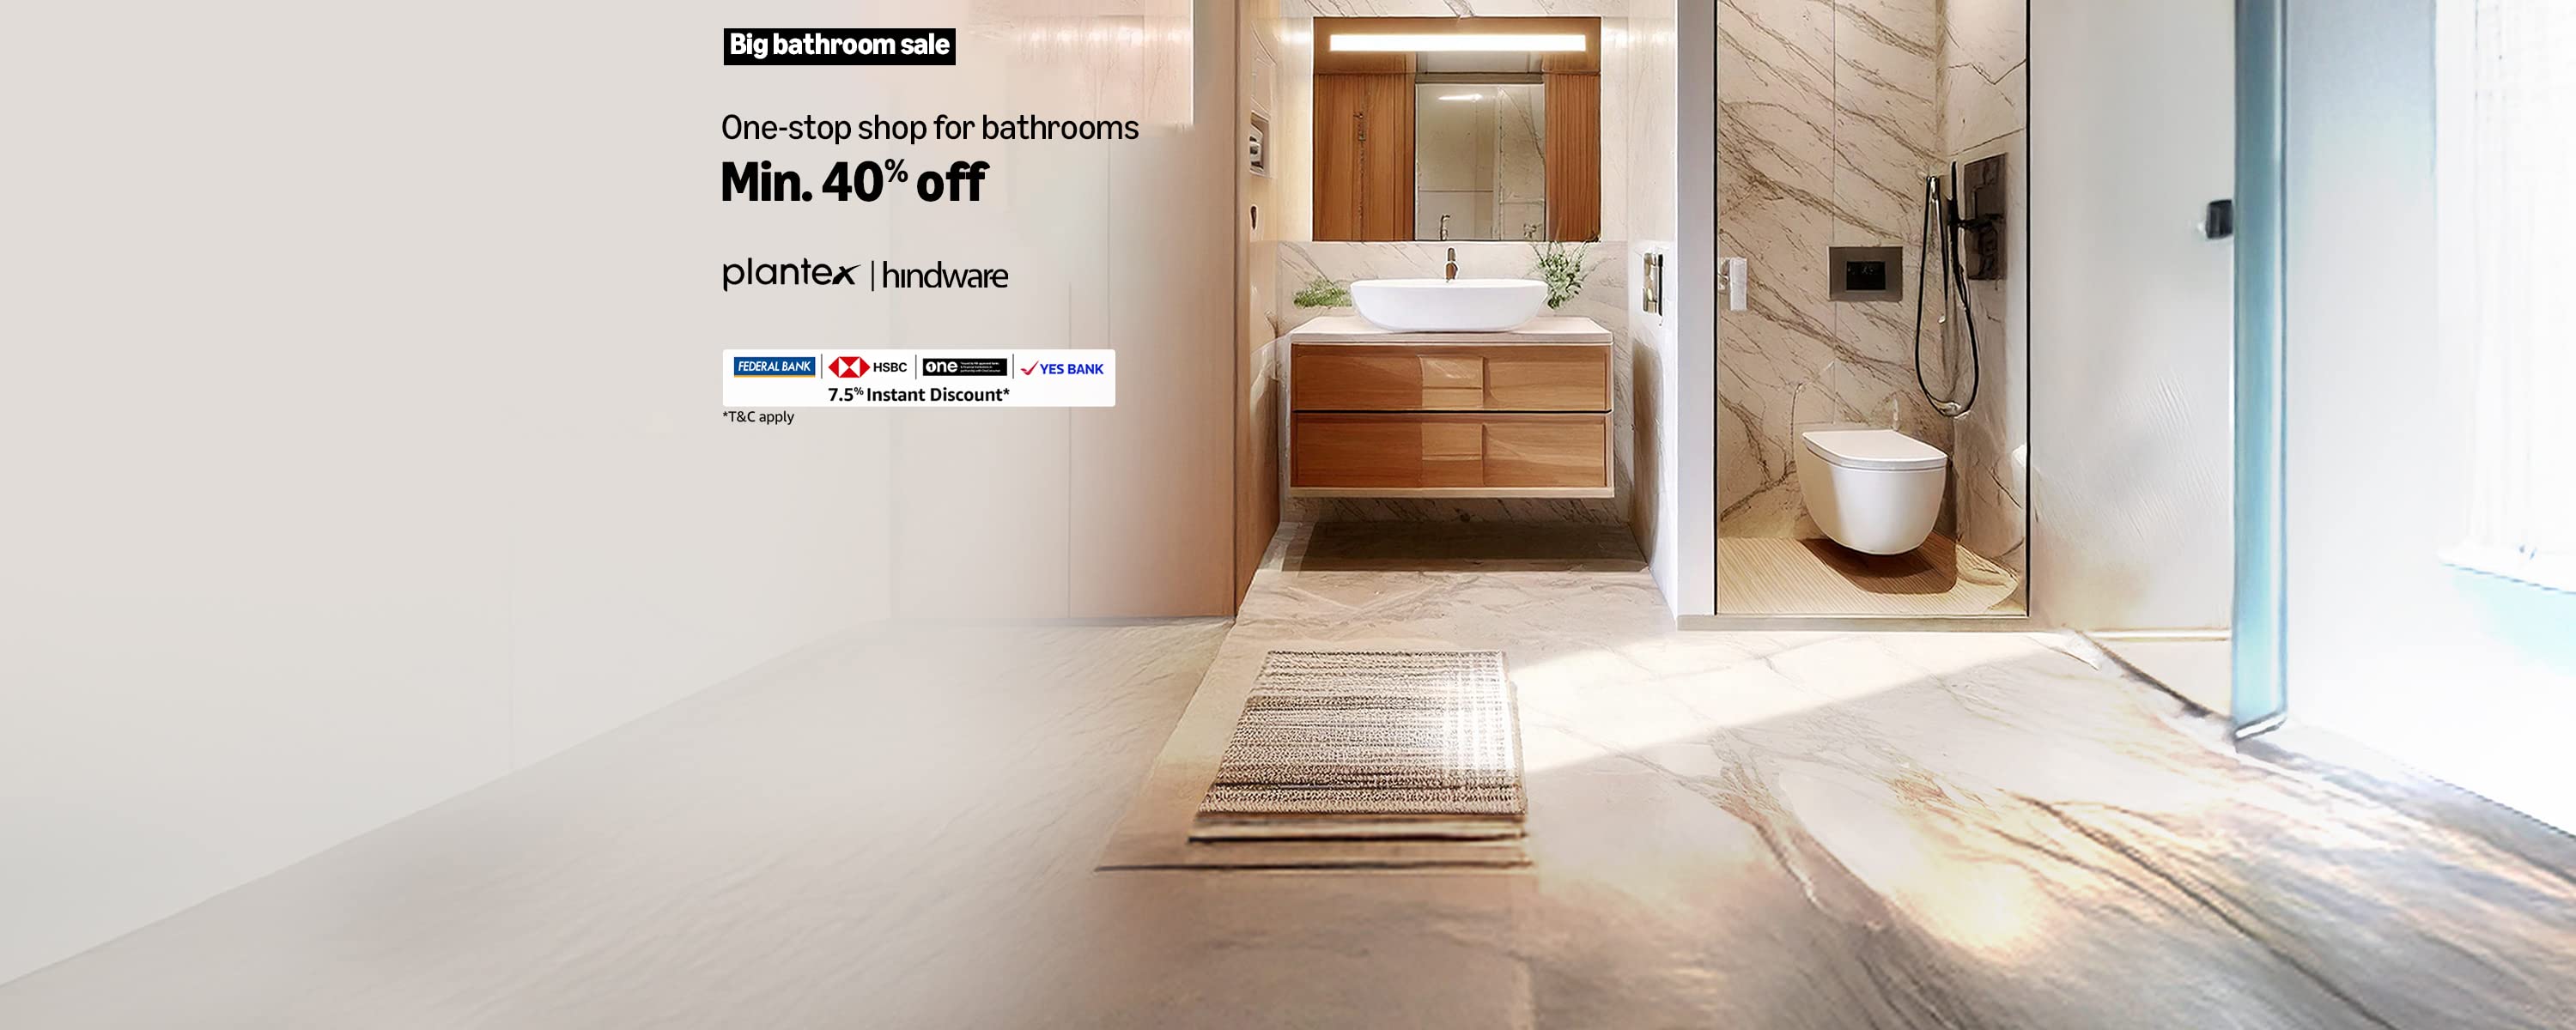 Big bathroom sale
One-stop shop for bathrooms
Min. 40% off
plantex | hindware
FEDERAL BANK | HSBC | one | YES BANK
7.5% Instant Discount*
*T&C apply